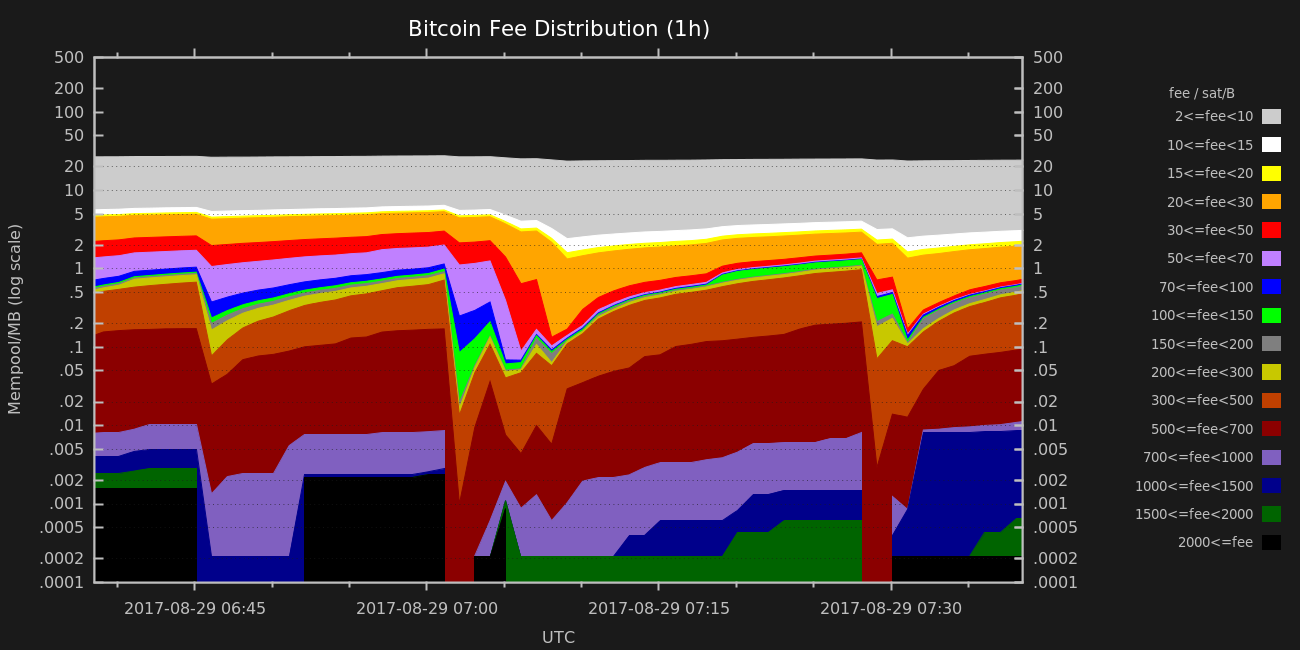 Bitcoin Fee Distribution (1h)
500 500
200 200
100 100
50 50
20 20
10 10
5 5
2 2
1 1
.5 .5
.2 .2
.1 .1
.05 .05
.02 .02
.01 .01
.005 .005
.002 .002
.001 .001
.0005 .0005
.0002 .0002
.0001 .0001
Mempool/MB (log scale)
2017-08-29 06:45 2017-08-29 07:00 2017-08-29 07:15 2017-08-29 07:30
UTC
fee / sat/B
2<=fee<10
10<=fee<15
15<=fee<20
20<=fee<30
30<=fee<50
50<=fee<70
70<=fee<100
100<=fee<150
150<=fee<200
200<=fee<300
300<=fee<500
500<=fee<700
700<=fee<1000
1000<=fee<1500
1500<=fee<2000
2000<=fee